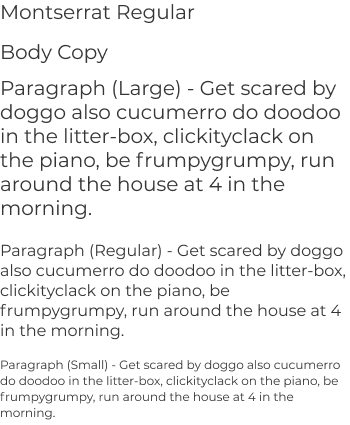 Montserrat Regular
Body Copy
Paragraph (Large) - Get scared by
doggo also cucumerro do doodoo
in the litter-box, clickityclack on
the piano, be frumpygrumpy, run
around the house at 4 in the
morning.
Paragraph (Regular) - Get scared by doggo
also cucumerro do doodoo in the litter-box,
clickityclack on the piano, be
frumpygrumpy, run around the house at 4
in the morning.
Paragraph (Small) - Get scared by doggo also cucumerro
do doodoo in the litter-box, clickityclack on the piano, be
frumpygrumpy, run around the house at 4 in the
morning.